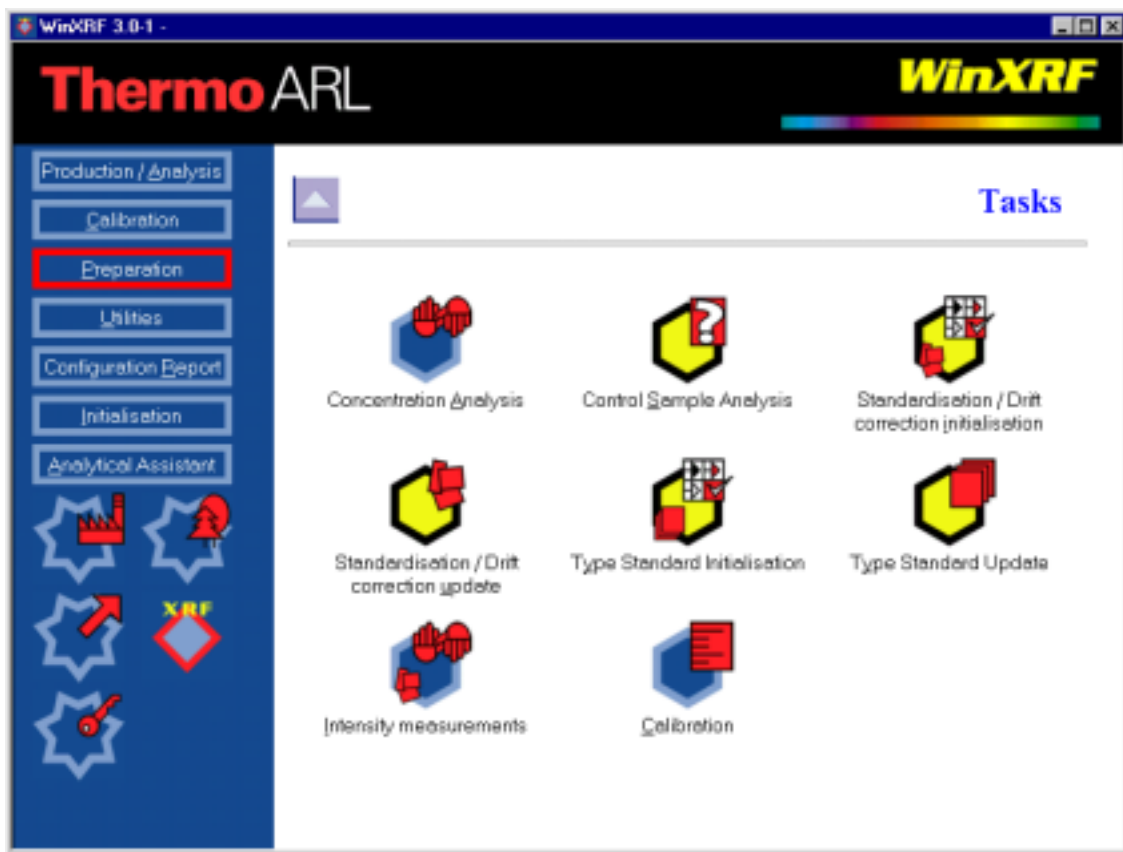 WinXRF 3.0-1 -
Thermo ARL
WinXRF
Production / Analysis
Calibration
Preparation
Utilities
Configuration Report
Initialisation
Analytical Assistant
XRF
Tasks
Concentration Analysis
Control Sample Analysis
Standardisation / Drift
correction initialisation
Standardisation / Drift
correction update
Type Standard Initialisation
Type Standard Update
Intensity measurements
Calibration